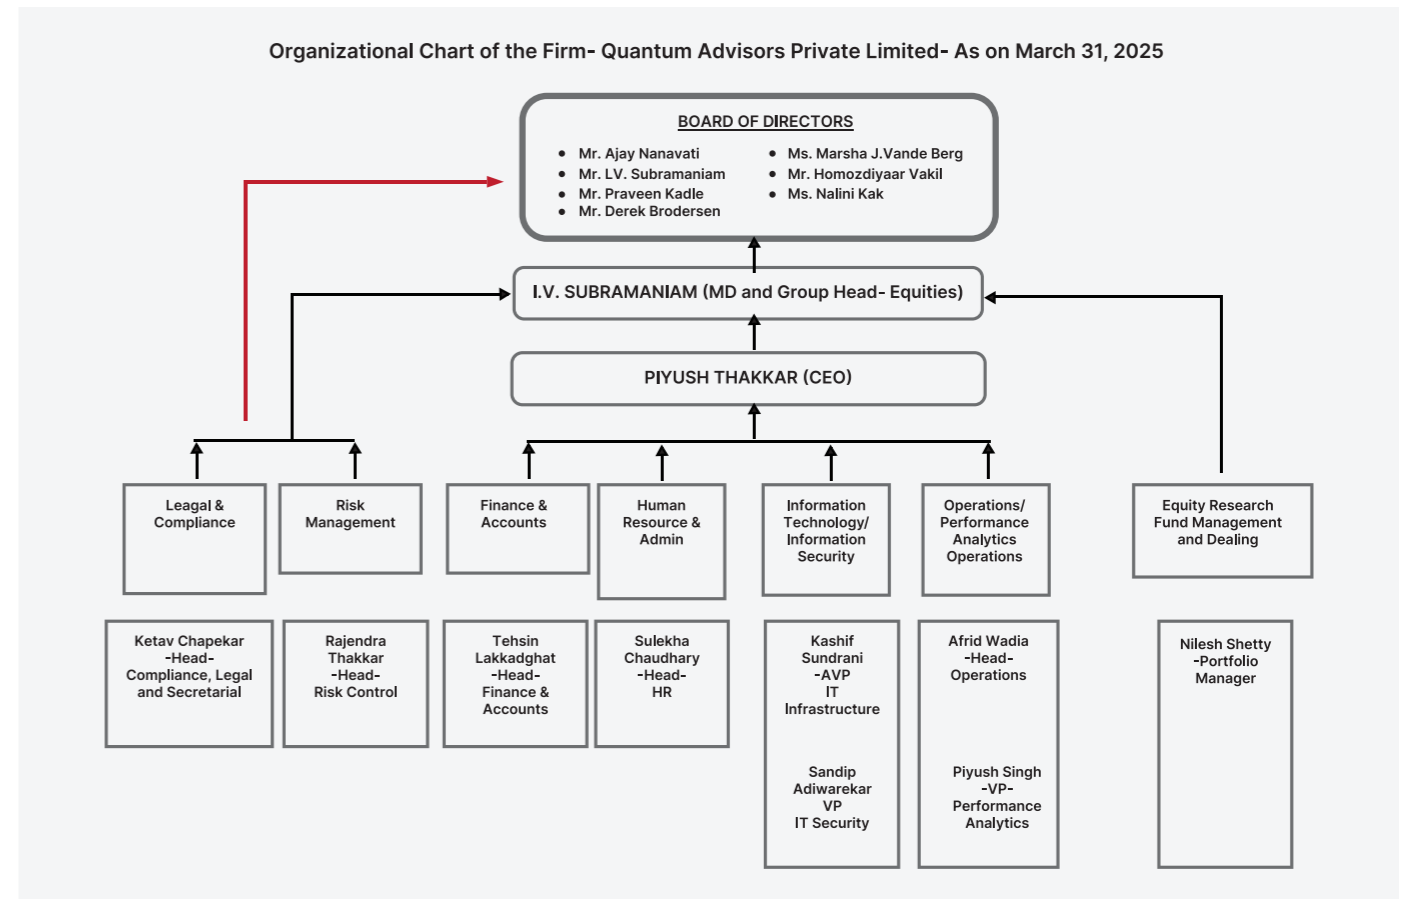 Organizational Chart of the Firm- Quantum Advisors Private Limited- As on March 31, 2025
BOARD OF DIRECTORS
• Mr. Ajay Nanavati
• Mr. I.V. Subramaniam
• Mr. Praveen Kadle
• Mr. Derek Brodersen
• Ms. Marsha J.Vande Berg
• Mr. Homozdiyaar Vakil
• Ms. Nalini Kak
I.V. SUBRAMANIAM (MD and Group Head- Equities)
PIYUSH THAKKAR (CEO)
Leagal &
Compliance
Risk
Management
Finance &
Accounts
Human
Resource &
Admin
Information
Technology/
Information
Security
Operations/
Performance
Analytics
Operations
Equity Research
Fund Management
and Dealing
Ketav Chapekar
-Head-
Compliance, Legal
and Secretarial
Rajendra
Thakkar
-Head-
Risk Control
Tehsin
Lakkadghat
-Head-
Finance &
Accounts
Sulekha
Chaudhary
-Head-
HR
Kashif
Sundrani
-AVP
IT
Infrastructure
Sandip
Adiwarekar
VP
IT Security
Afrid Wadia
-Head-
Operations
Piyush Singh
-VP-
Performance
Analytics
Nilesh Shetty
-Portfolio
Manager